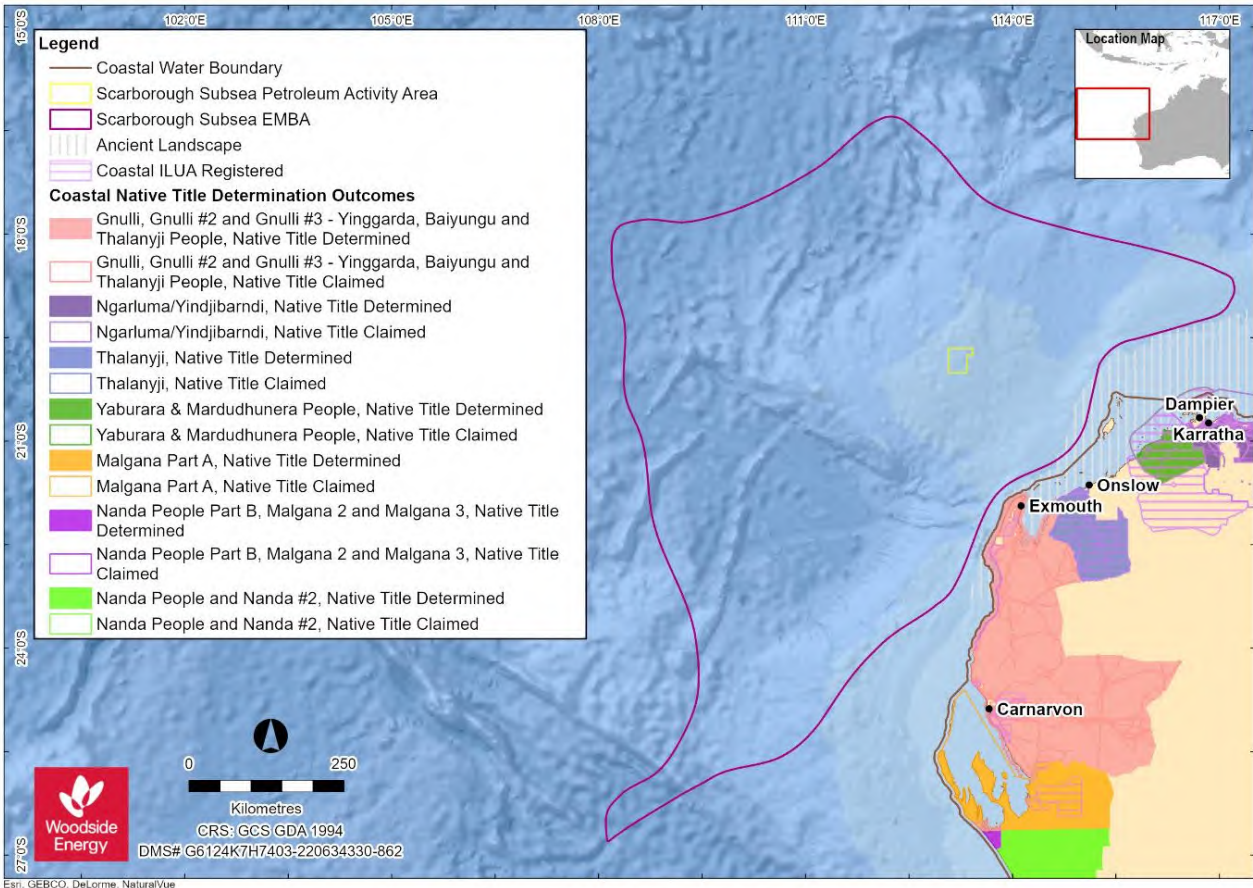 102°0'E 105°0'E 108°0'E 111°0'E 114°0'E 117°0'E
15°0'S
18°0'S
21°0'S
24°0'S
27°0'S
Legend
Coastal Water Boundary
Scarborough Subsea Petroleum Activity Area
Scarborough Subsea EMBA
Ancient Landscape
Coastal ILUA Registered
Coastal Native Title Determination Outcomes
Gnulli, Gnulli #2 and Gnulli #3 - Yinggarda, Baiyungu and
Thalanyji People, Native Title Determined
Gnulli, Gnulli #2 and Gnulli #3 - Yinggarda, Baiyungu and
Thalanyji People, Native Title Claimed
Ngarluma/Yindjibarndi, Native Title Determined
Ngarluma/Yindjibarndi, Native Title Claimed
Thalanyji, Native Title Determined
Thalanyji, Native Title Claimed
Yaburara & Mardudhunera People, Native Title Determined
Yaburara & Mardudhunera People, Native Title Claimed
Malgana Part A, Native Title Determined
Malgana Part A, Native Title Claimed
Nanda People Part B, Malgana 2 and Malgana 3, Native Title
Determined
Nanda People Part B, Malgana 2 and Malgana 3, Native Title
Claimed
Nanda People and Nanda #2, Native Title Determined
Nanda People and Nanda #2, Native Title Claimed
Location Map
Dampier
Karratha
Onslow
Exmouth
Carnarvon
0 250
Kilometres
CRS: GCS GDA 1994
DMS# G6124K7H7403-220634330-862
Woodside
Energy
Esri, GEBCO, DeLorme, NaturalVue